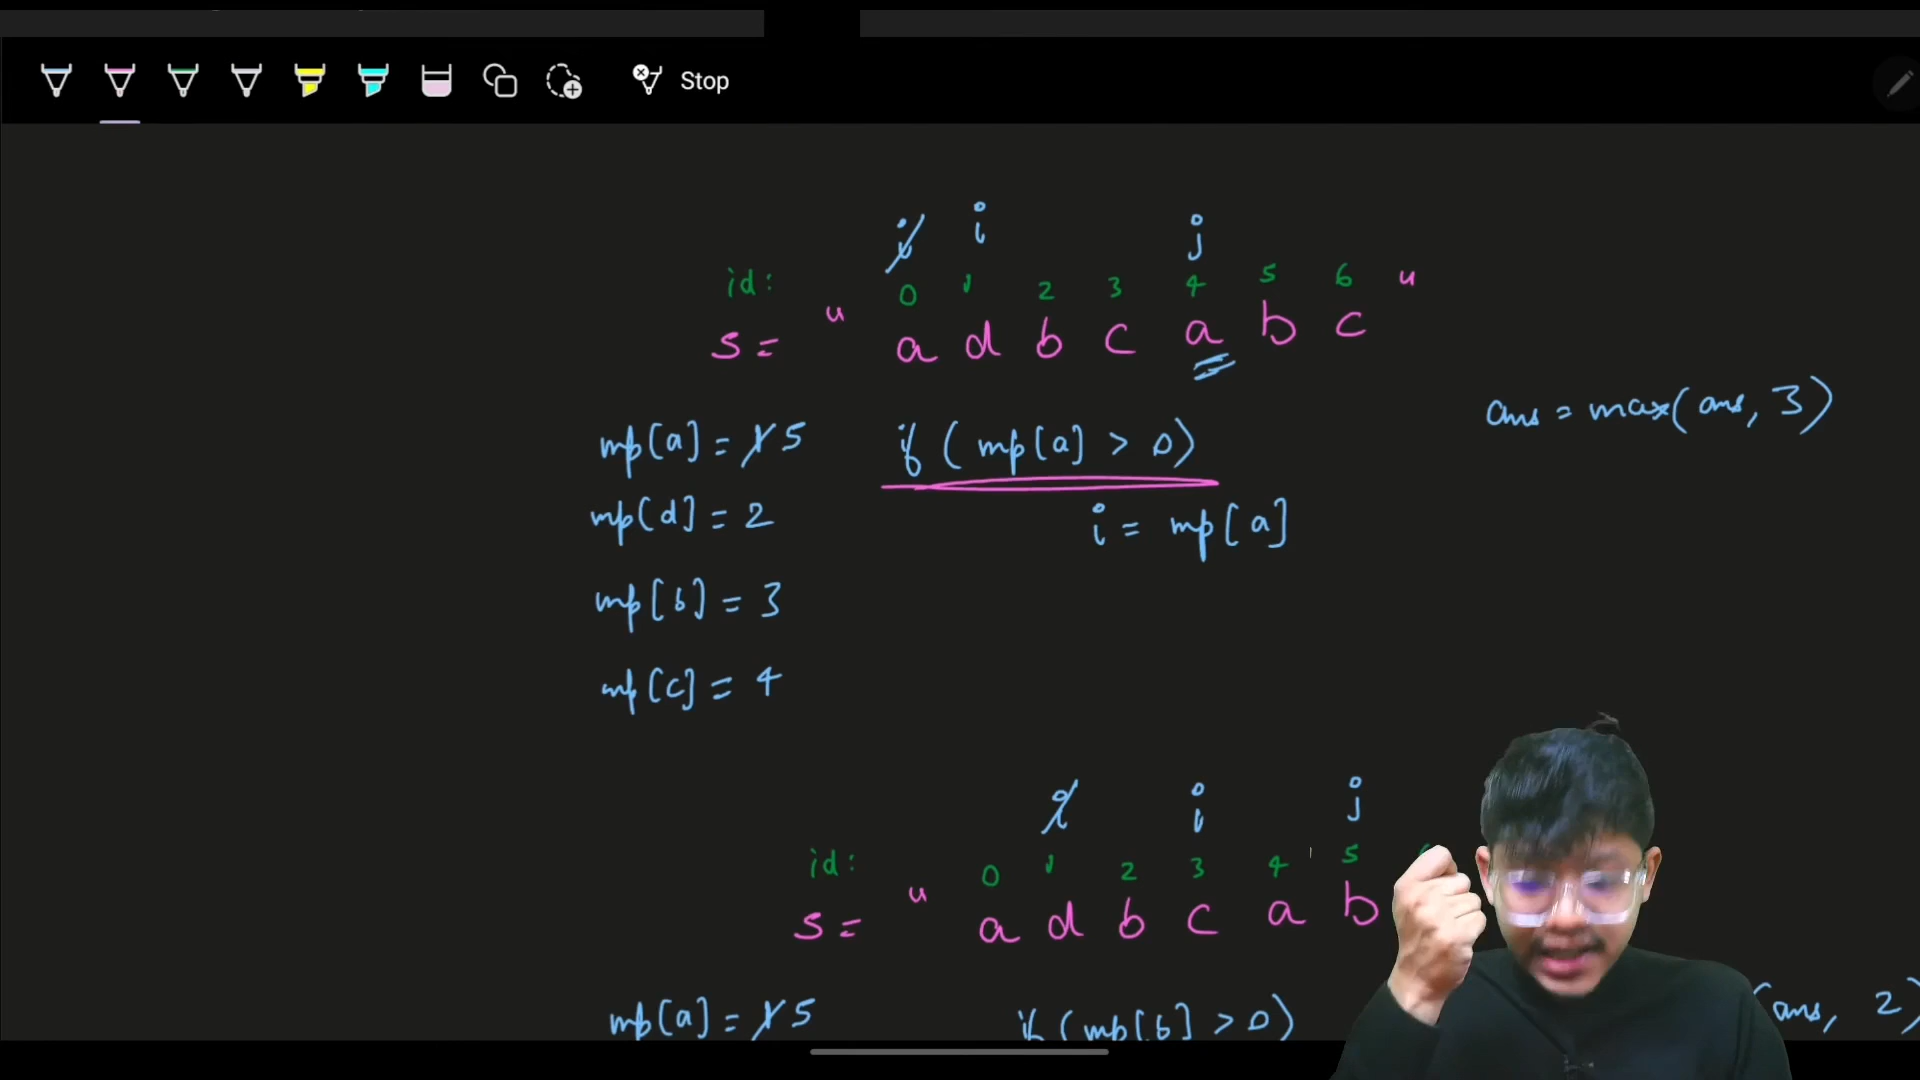 Stop
i i j
id: 0 1 2 3 4 5 6
s = " a d b c a b c "
ans = max(ans, 3)
mp[a] = 1 5 if (mp[a] > 0)
mp[d] = 2 i = mp[a]
mp[b] = 3
mp[c] = 4
i i j
id: 0 1 2 3 4 5
s = " a d b c a b
mp[a] = 1 5 if (mp[b] > 0) (ans, 2)